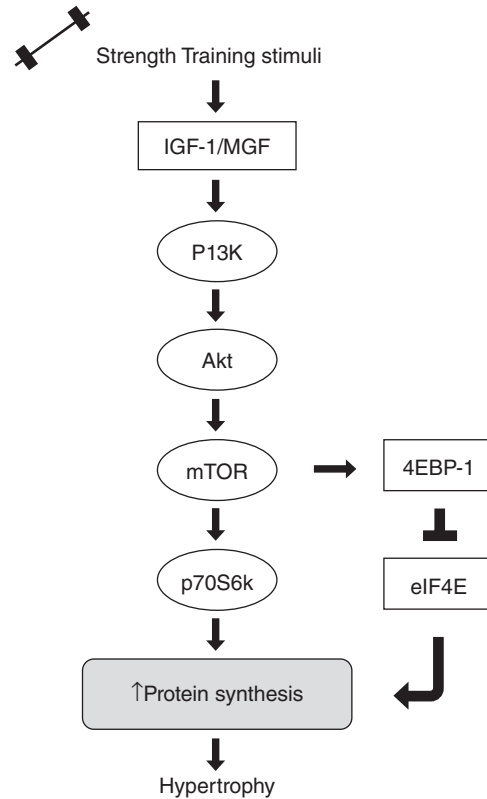 Strength Training stimuli
IGF-1/MGF
P13K
Akt
mTOR
4EBP-1
p70S6k
eIF4E
↑Protein synthesis
Hypertrophy